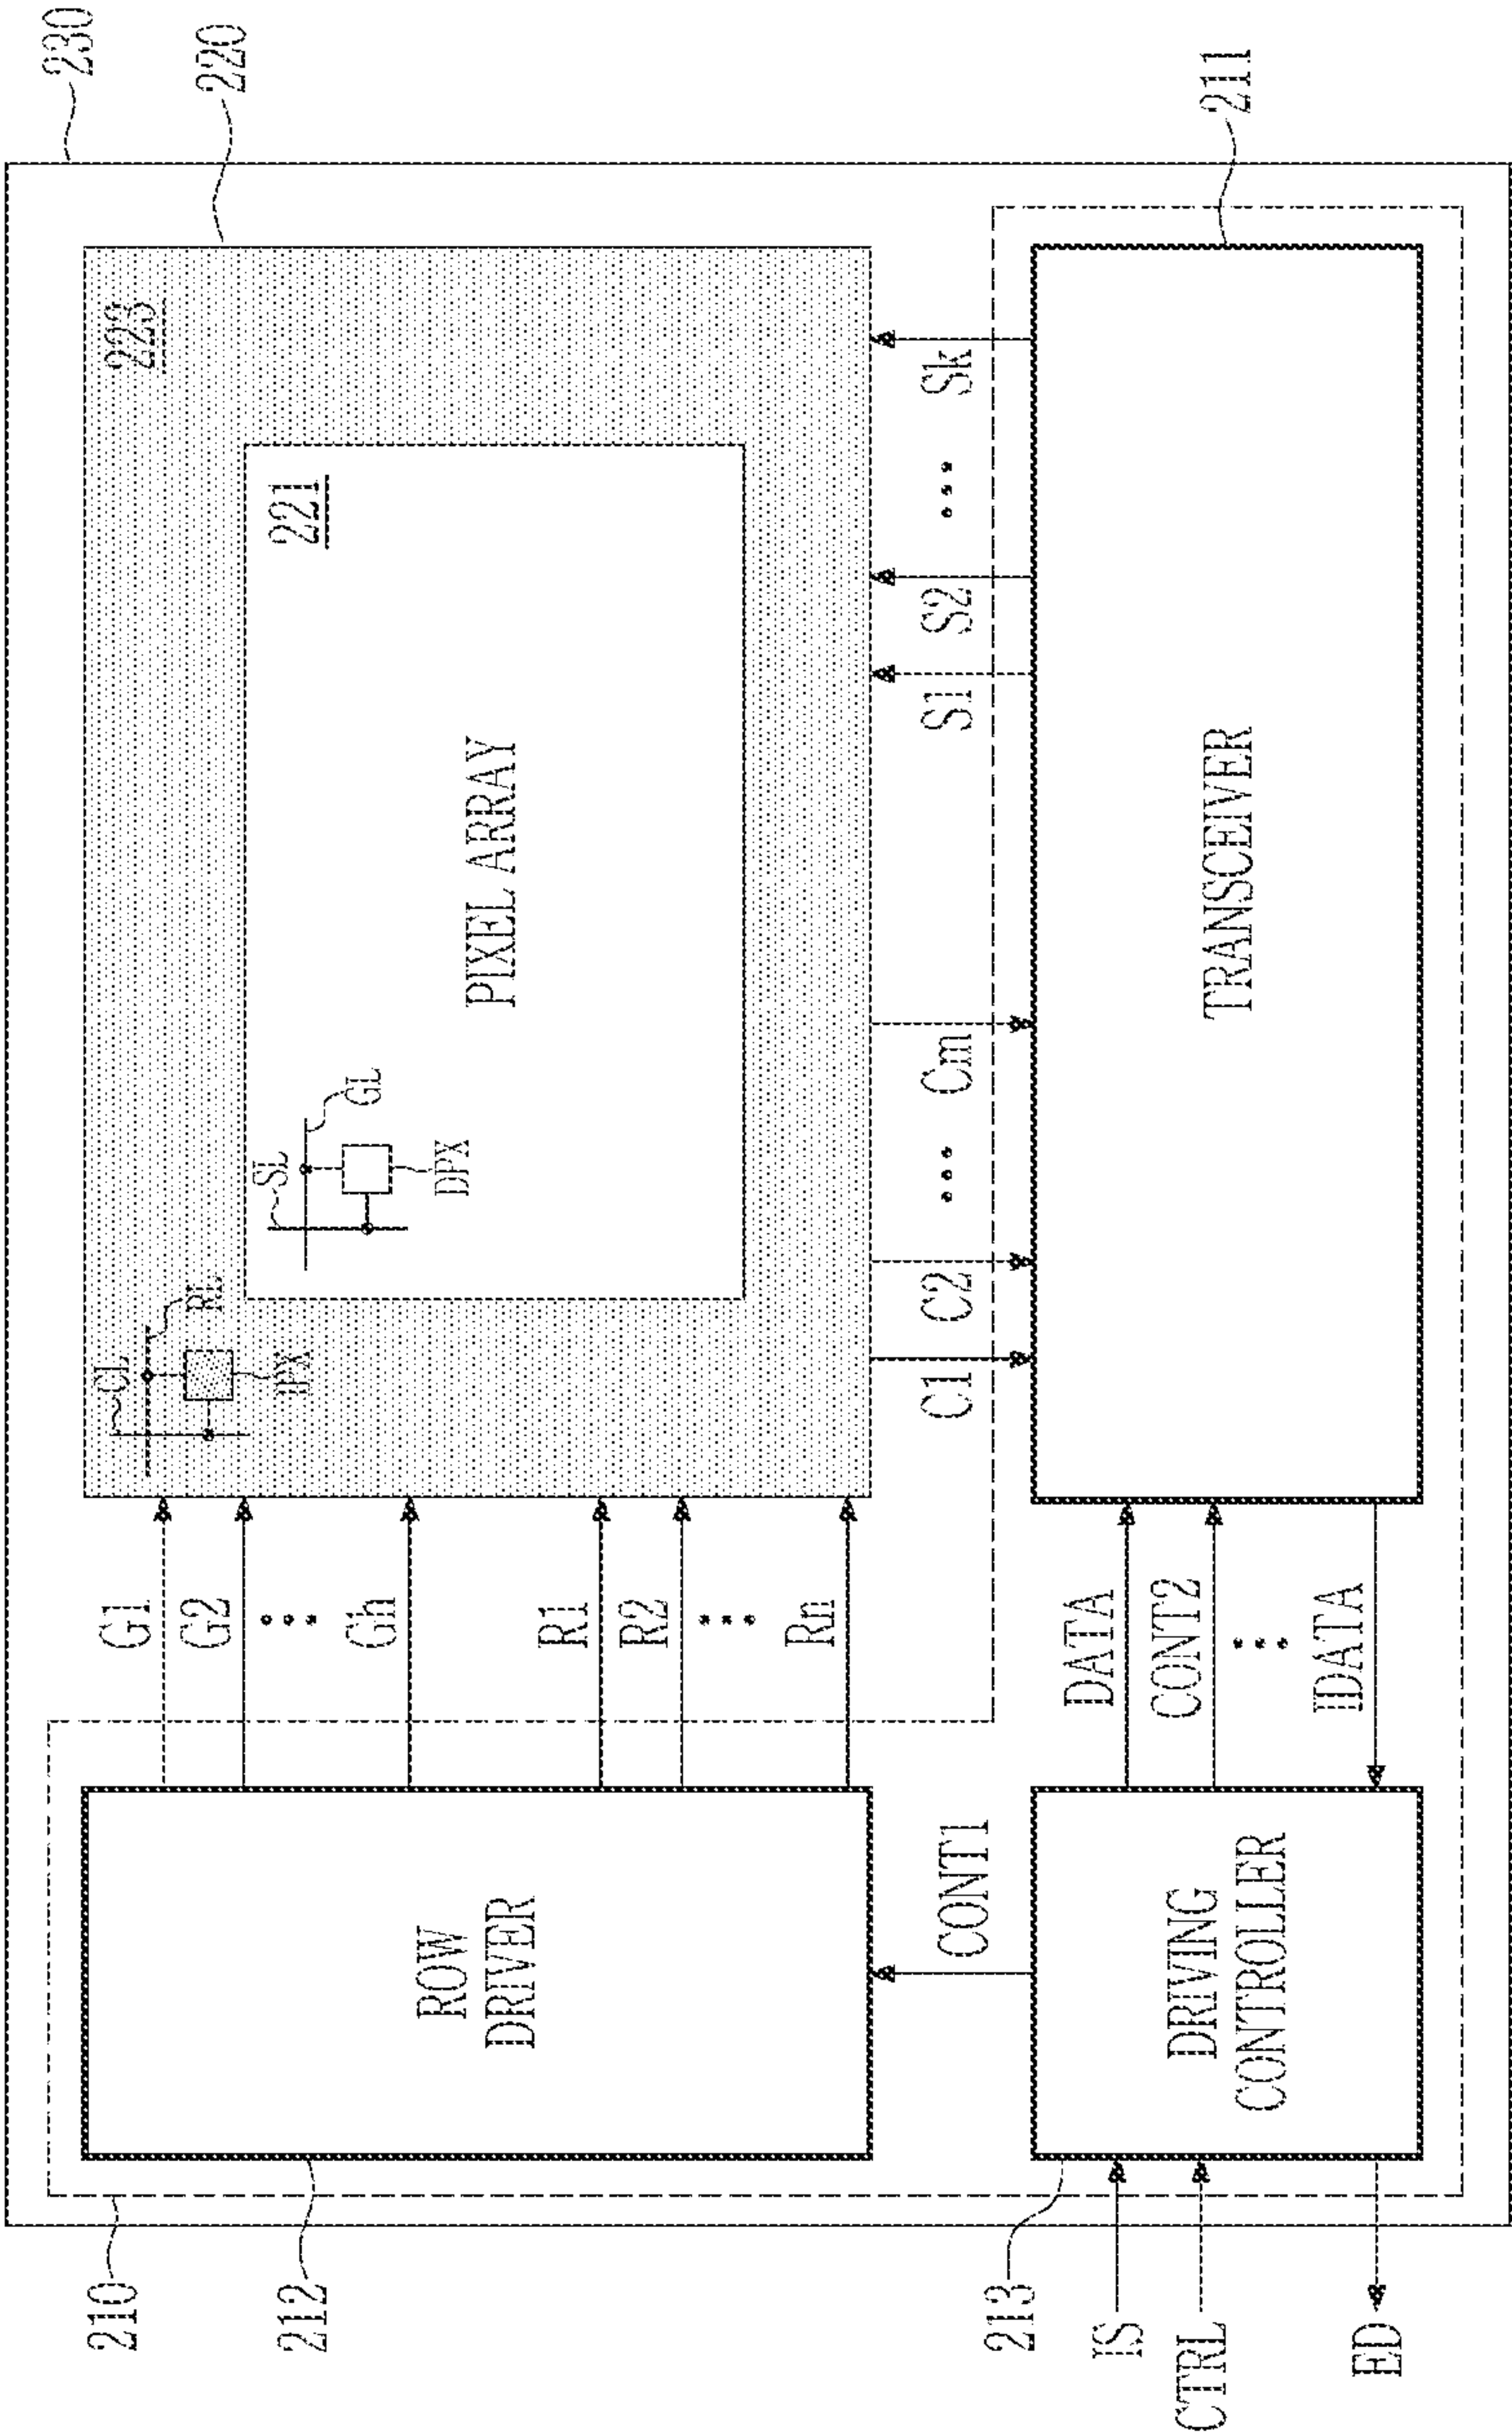 230
210
220
223
CL
RL
IPX
G1
G2
⋮
Gh
R1
R2
⋮
Rn
221
SL
GL
DPX
PIXEL ARRAY
ROW
DRIVER
212
CONT1
C1 C2 ••• Cm
S1 S2 ••• Sk
213
IS
CTRL
ED
DRIVING
CONTROLLER
DATA
CONT2
⋮
IDATA
TRANSCEIVER
211